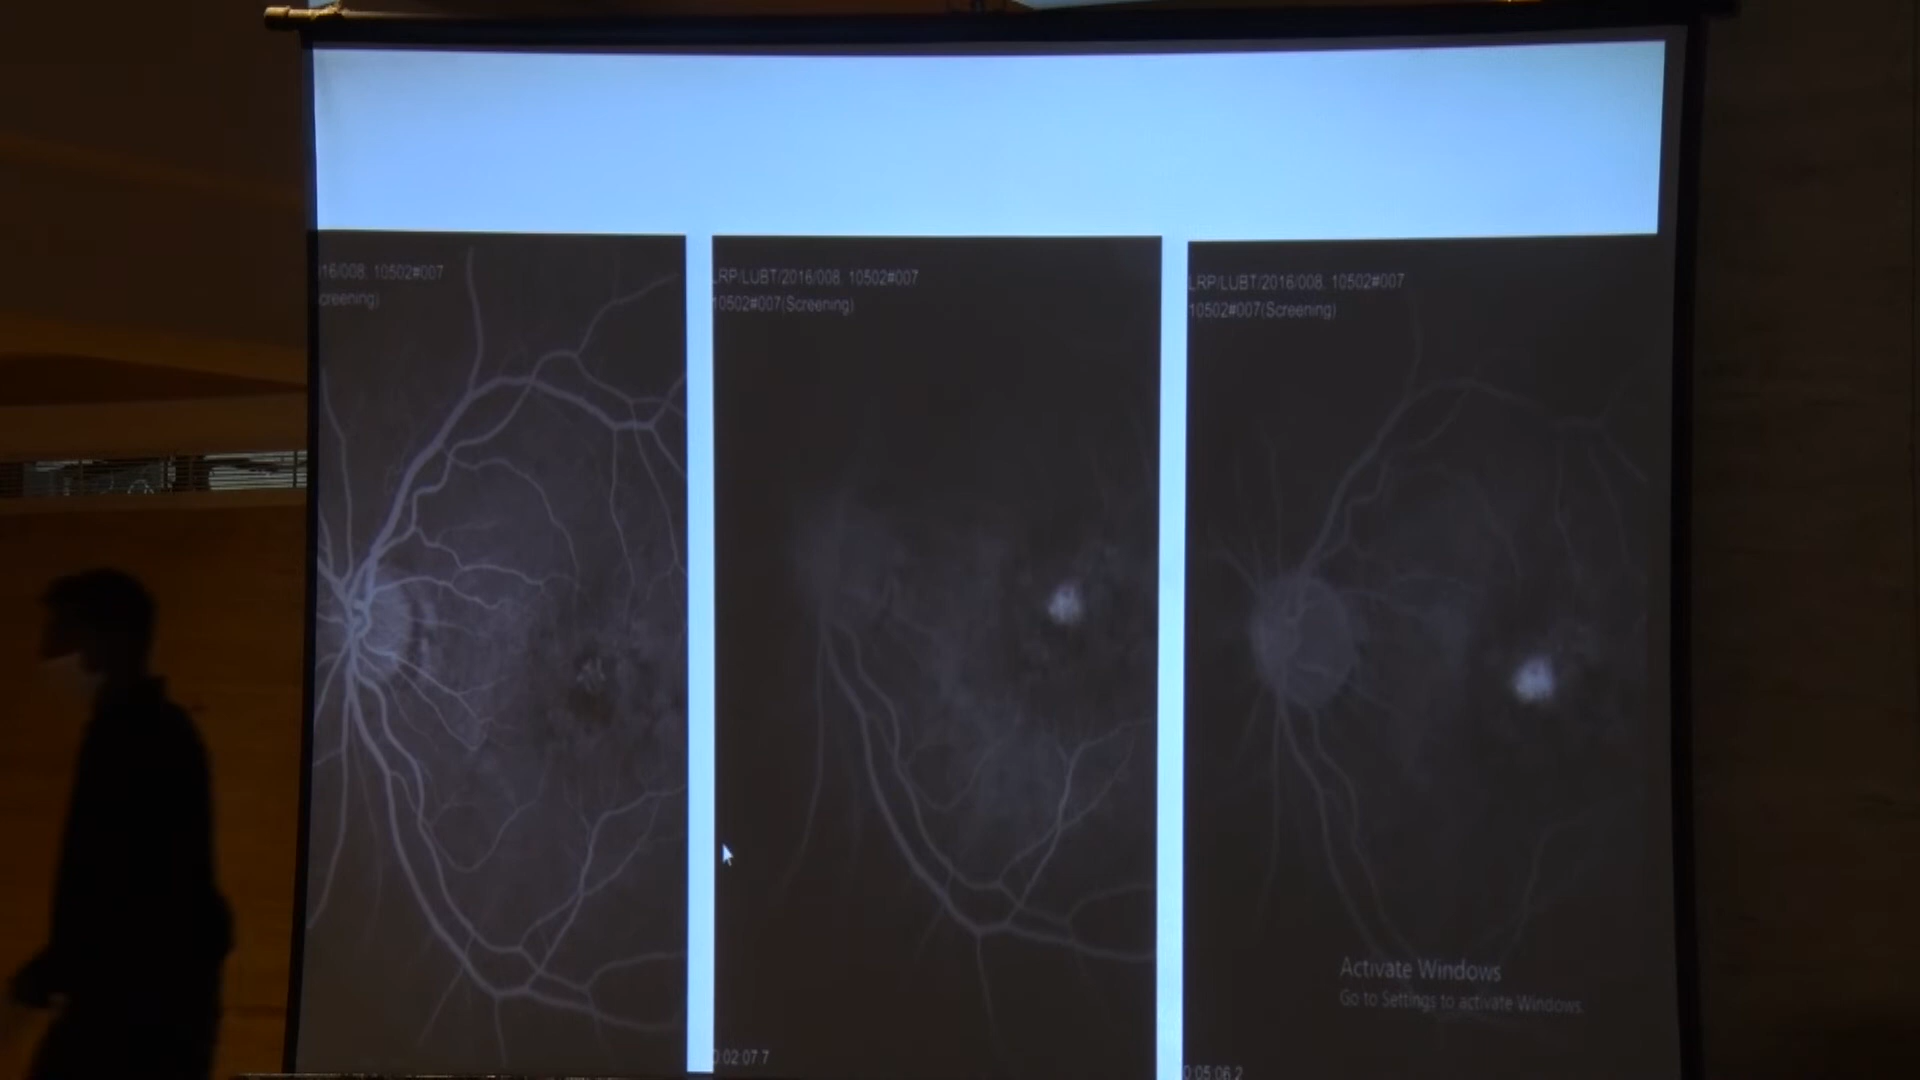 16/008, 10502#007
creening)
LRP/LUBT/2016/008, 10502#007
10502#007(Screening)
0:02:07.7
LRP/LUBT/2016/008, 10502#007
10502#007(Screening)
0:05:06.2
Activate Windows
Go to Settings to activate Windows.